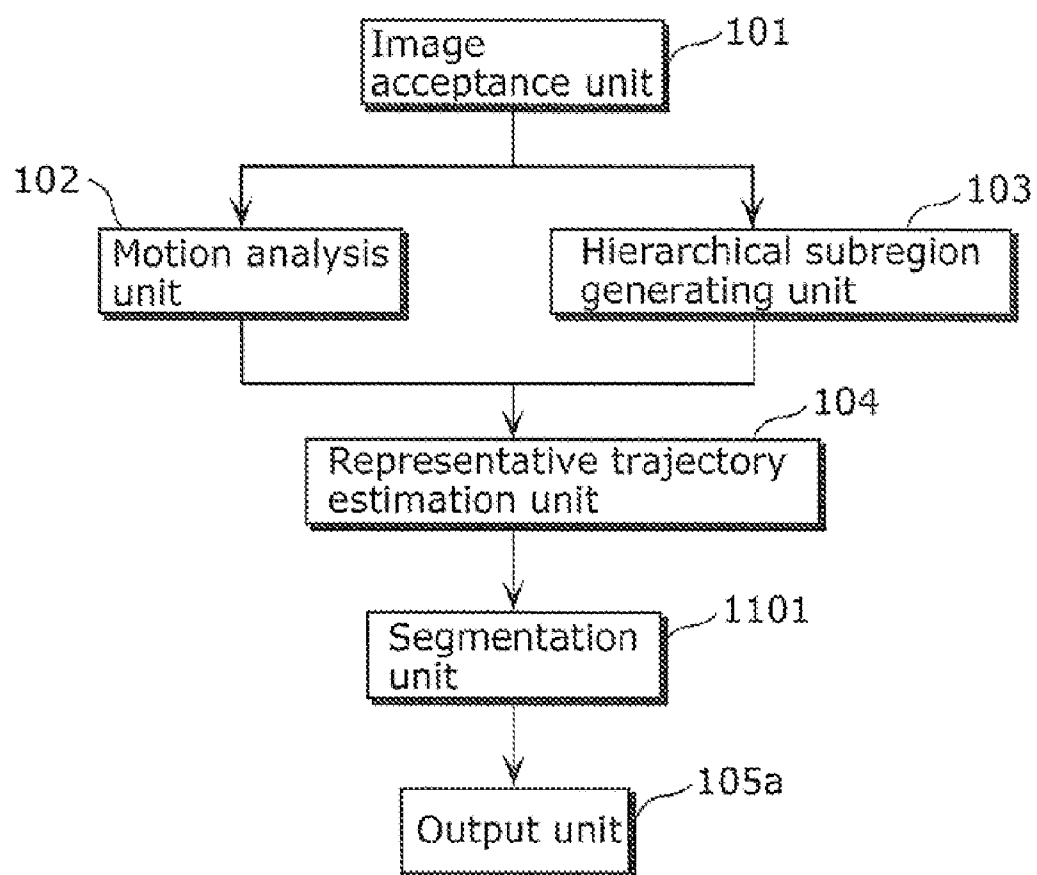 Image
acceptance unit
101
102
Motion analysis
unit
103
Hierarchical subregion
generating unit
104
Representative trajectory
estimation unit
1101
Segmentation
unit
105a
Output unit